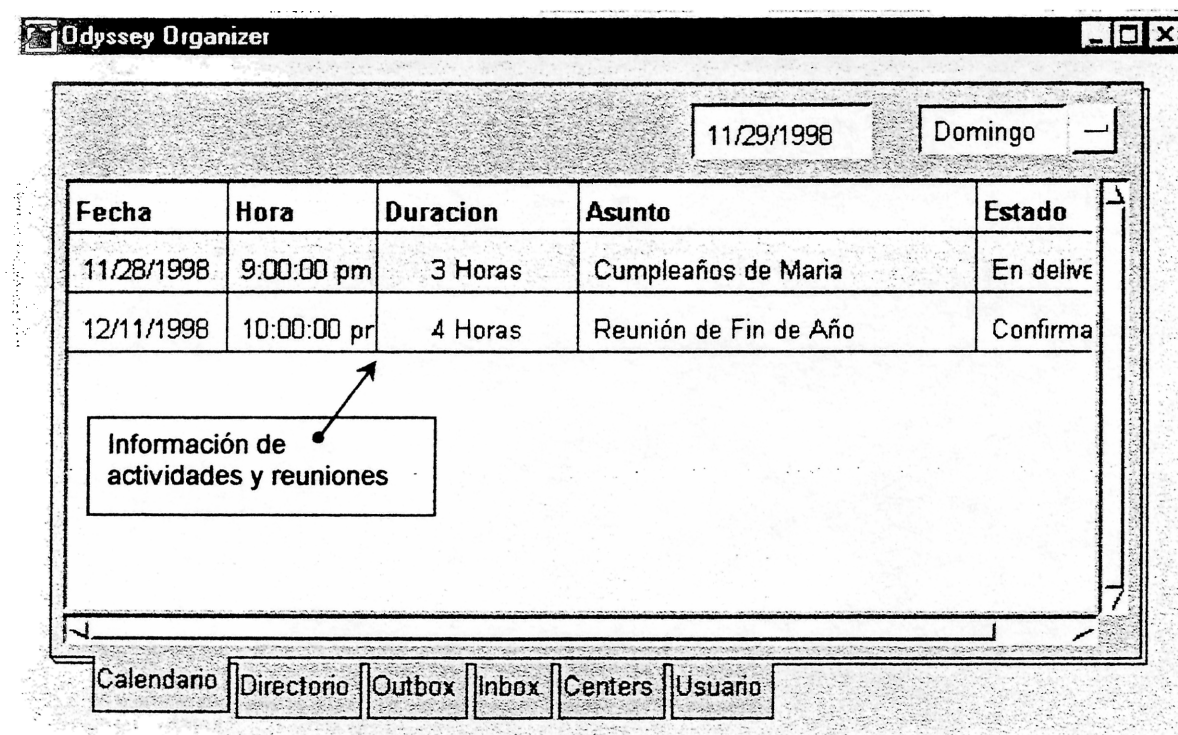 Odyssey Organizer
11/29/1998 Domingo
Fecha Hora Duracion Asunto Estado
11/28/1998 9:00:00 pm 3 Horas Cumpleaños de Maria En delive
12/11/1998 10:00:00 pr 4 Horas Reunión de Fin de Año Confirma
Información de
actividades y reuniones
Calendario Directorio Outbox Inbox Centers Usuario